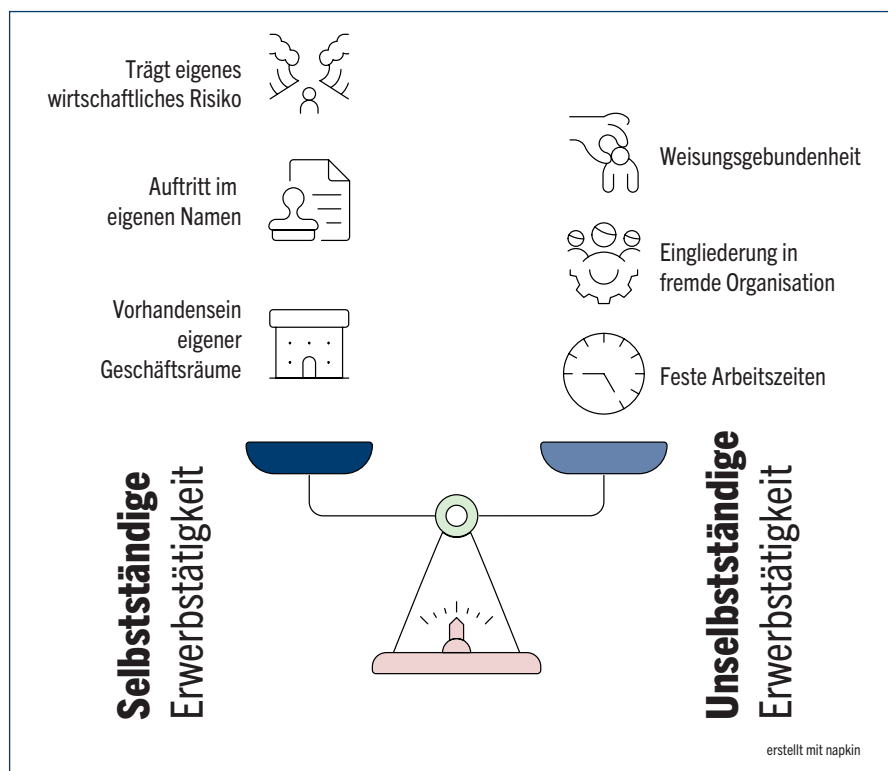 Trägt eigenes
wirtschaftliches Risiko
Auftritt im
eigenen Namen
Vorhandensein
eigener
Geschäftsräume
Weisungsgebundenheit
Eingliederung in
fremde Organisation
Feste Arbeitszeiten
Selbstständige
Erwerbstätigkeit
Unselbstständige
Erwerbstätigkeit
erstellt mit napkin